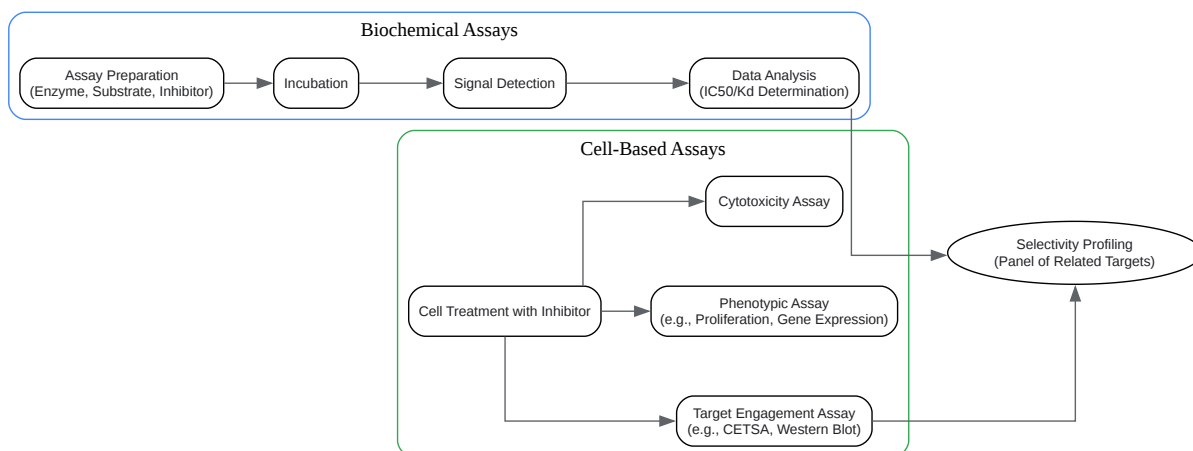 Biochemical Assays
Assay Preparation
(Enzyme, Substrate, Inhibitor)
Incubation
Signal Detection
Data Analysis
(IC50/Kd Determination)
Cell-Based Assays
Cytotoxicity Assay
Selectivity Profiling
(Panel of Related Targets)
Cell Treatment with Inhibitor
Phenotypic Assay
(e.g., Proliferation, Gene Expression)
Target Engagement Assay
(e.g., CETSA, Western Blot)